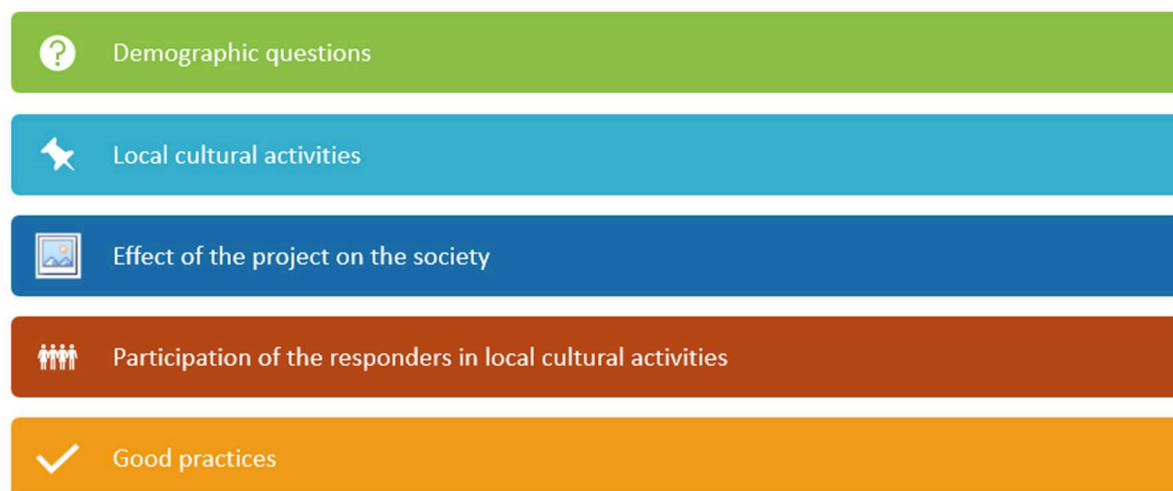 Demographic questions
Local cultural activities
Effect of the project on the society
Participation of the responders in local cultural activities
Good practices